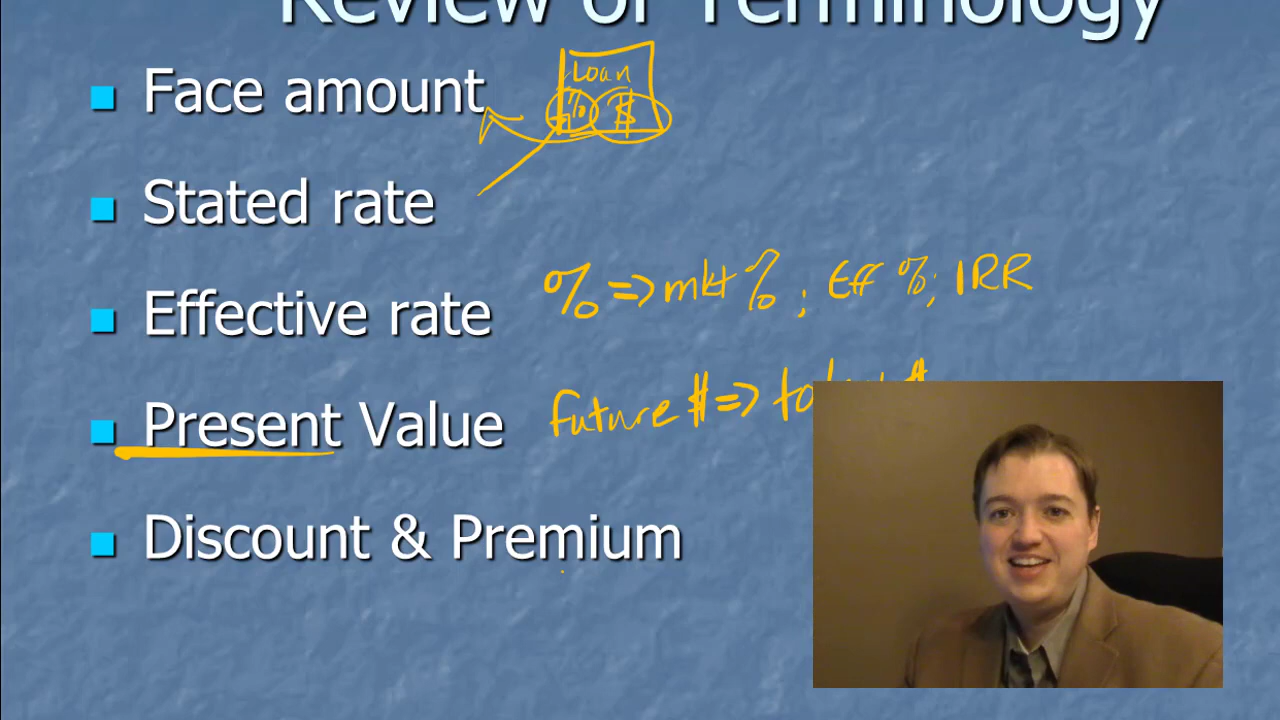 Review of Terminology
Face amount
Loan
% $
Stated rate
% => mkt % ; Eff % ; IRR
Effective rate
Future $ =>
Present Value
Discount & Premium